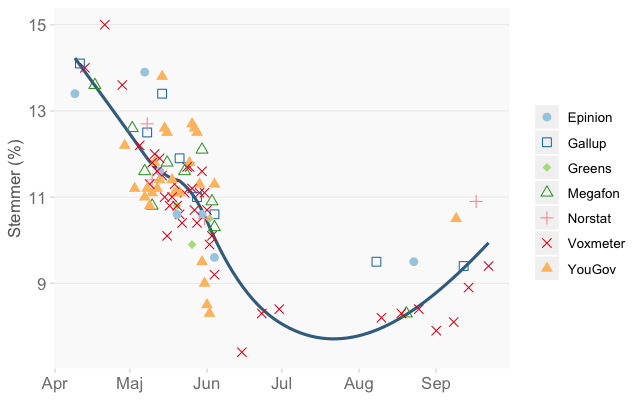 15
13
11
9
Stemmer (%)
Apr
Maj
Jun
Jul
Aug
Sep
Epinion
Gallup
Greens
Megafon
Norstat
Voxmeter
YouGov